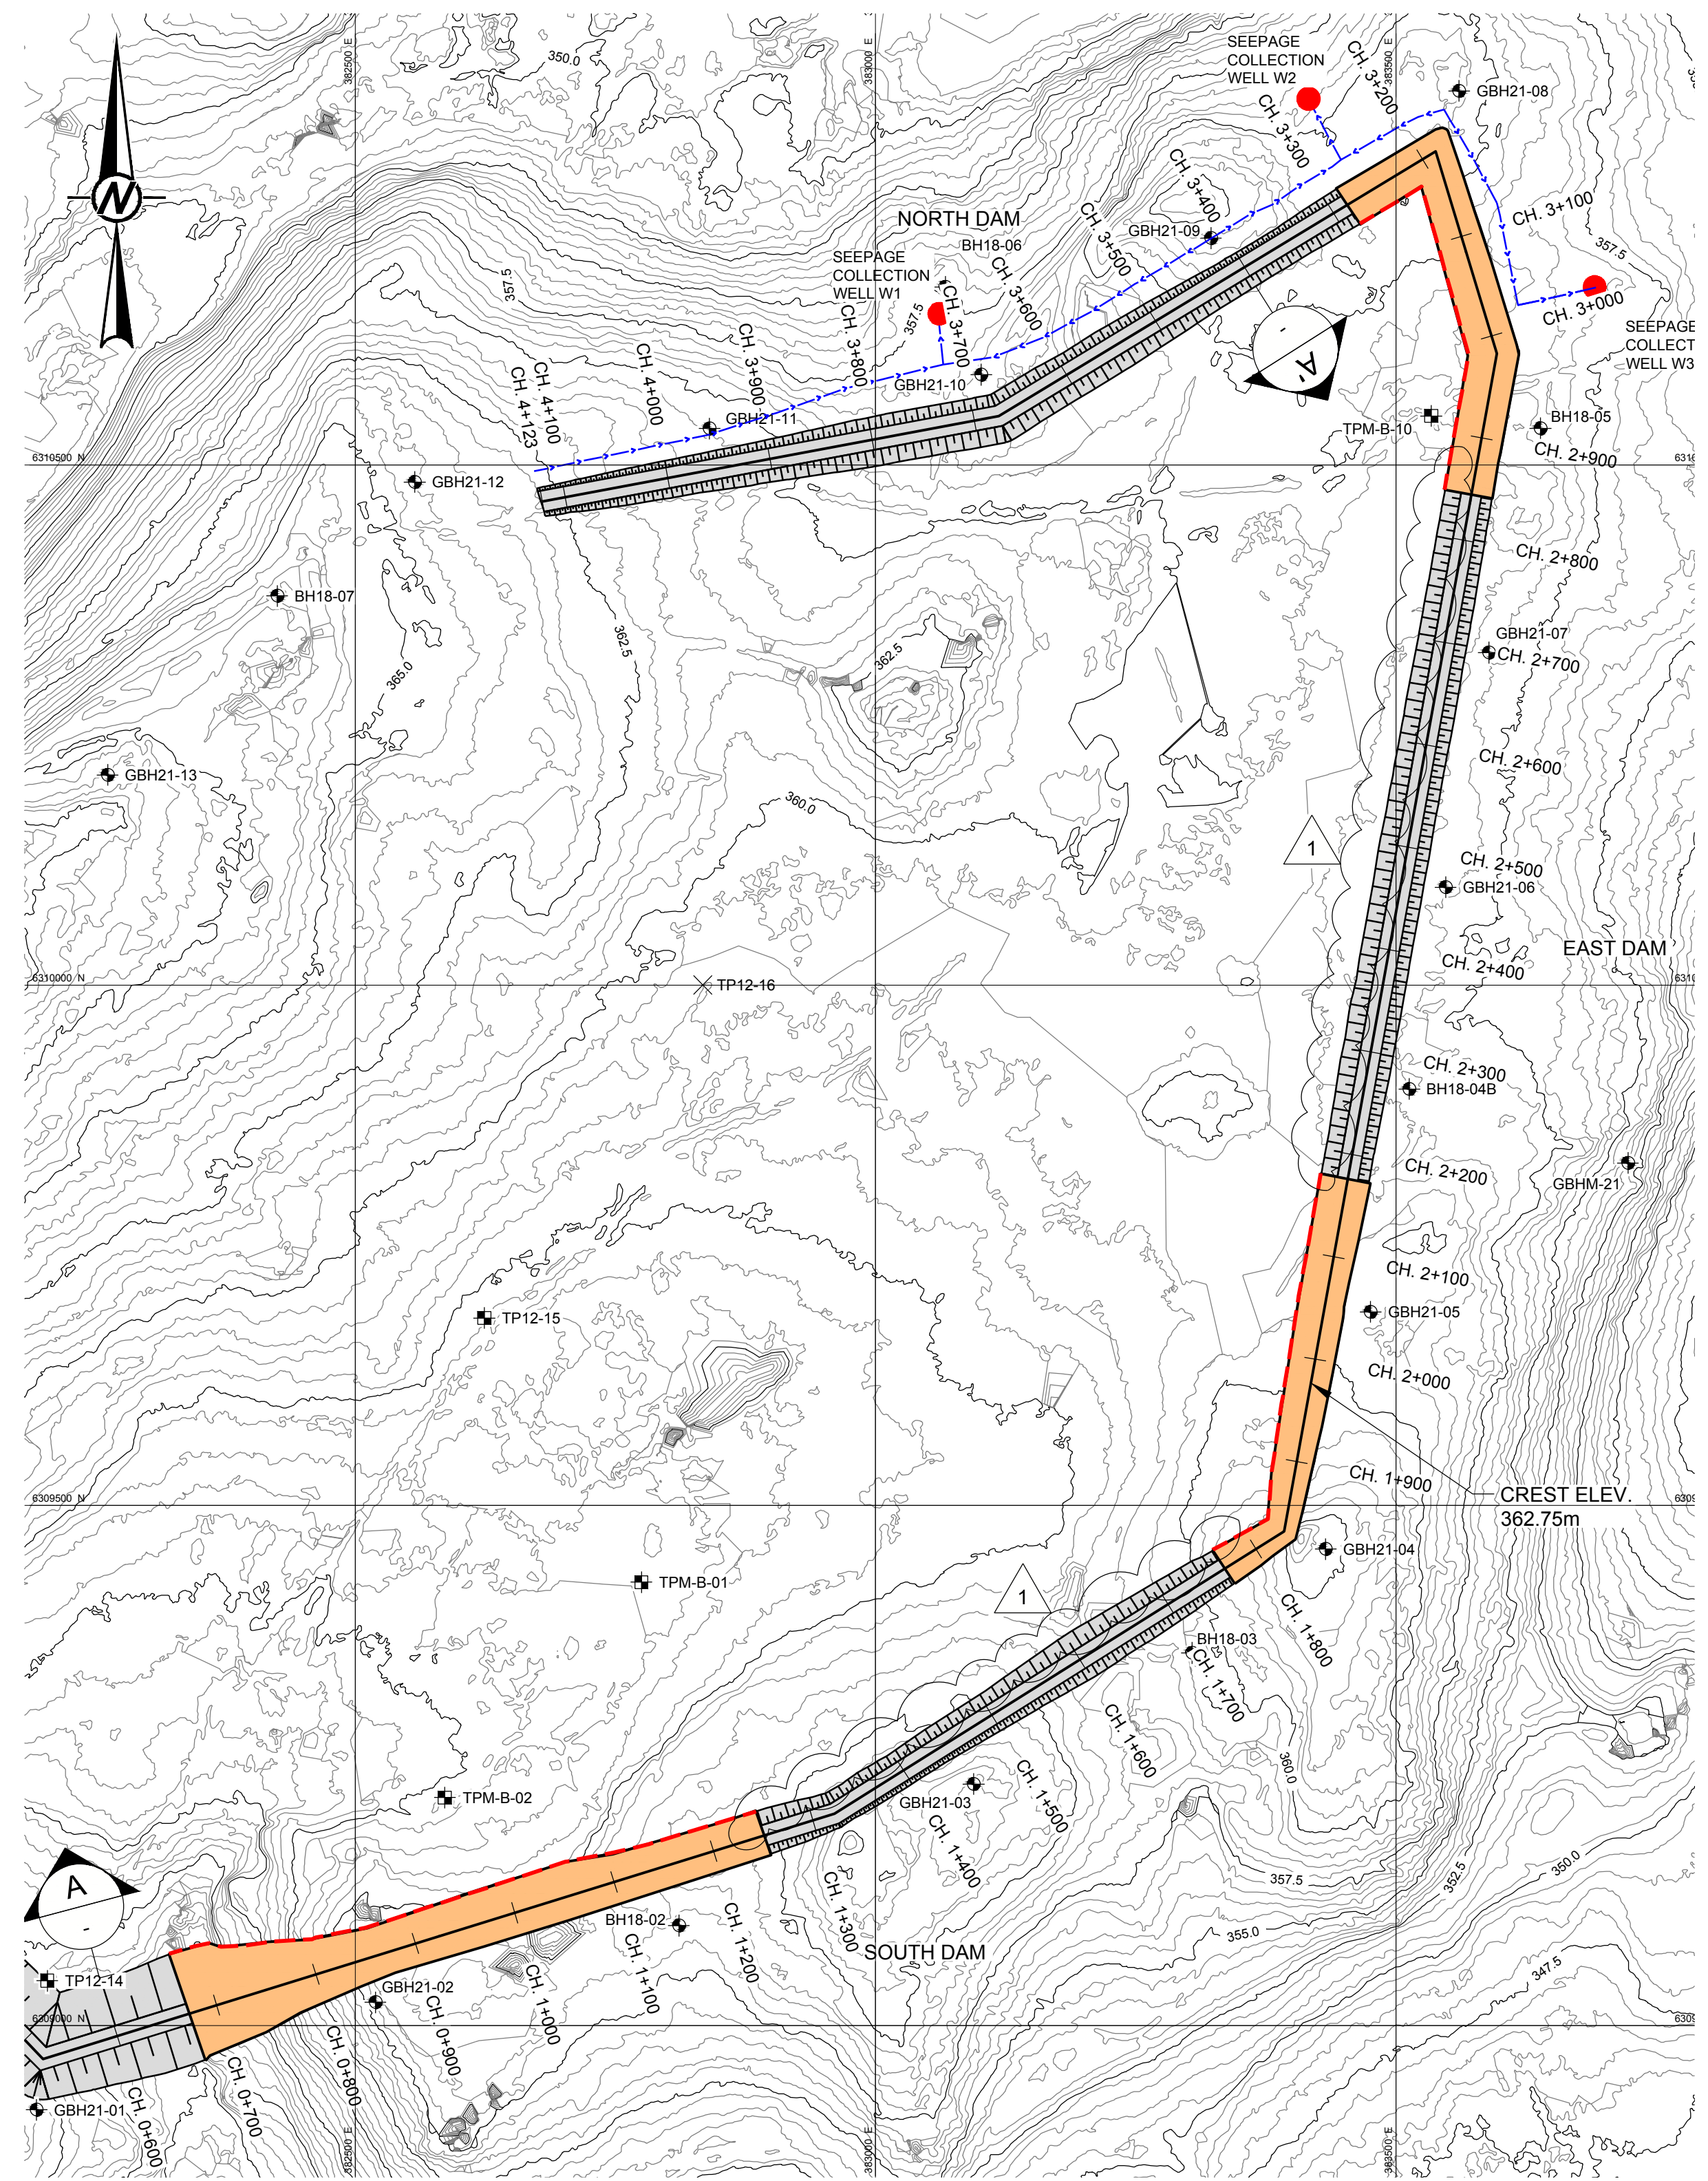 382500 E
383000 E
383500 E
SEEPAGE
COLLECTION
WELL W2
CH. 3+200
GBH21-08
350.0
CH. 3+300
N
CH. 3+400
CH. 3+100
NORTH DAM
GBH21-09
CH. 3+500
BH18-06
357.5
SEEPAGE
COLLECTION
WELL W1
CH. 3+600
357.5
CH. 3+700
357.5
CH. 3+000
SEEPAGE
COLLECT
WELL W3
CH. 3+800
CH. 3+900
CH. 4+000
CH. 4+100
CH. 4+123
-
A'
GBH21-10
GBH21-11
TPM-B-10
BH18-05
CH. 2+900
6310500 N
6310
GBH21-12
CH. 2+800
BH18-07
362.5
GBH21-07
CH. 2+700
362.5
365.0
GBH21-13
CH. 2+600
360.0
1
CH. 2+500
GBH21-06
EAST DAM
CH. 2+400
6310000 N
TP12-16
6310
CH. 2+300
BH18-04B
CH. 2+200
GBHM-21
CH. 2+100
TP12-15
GBH21-05
CH. 2+000
CH. 1+900
6309500 N
CREST ELEV.
362.75m
6309
GBH21-04
TPM-B-01
1
CH. 1+800
BH18-03
CH. 1+700
CH. 1+600
360.0
TPM-B-02
GBH21-03
CH. 1+500
CH. 1+400
357.5
352.5
350.0
A
-
CH. 1+300
BH18-02
CH. 1+200
355.0
SOUTH DAM
347.5
TP12-14
GBH21-02
CH. 1+100
CH. 1+000
CH. 0+900
6309000 N
6309
CH. 0+800
CH. 0+700
CH. 0+600
GBH21-01
382500 E
383000 E
383500 E